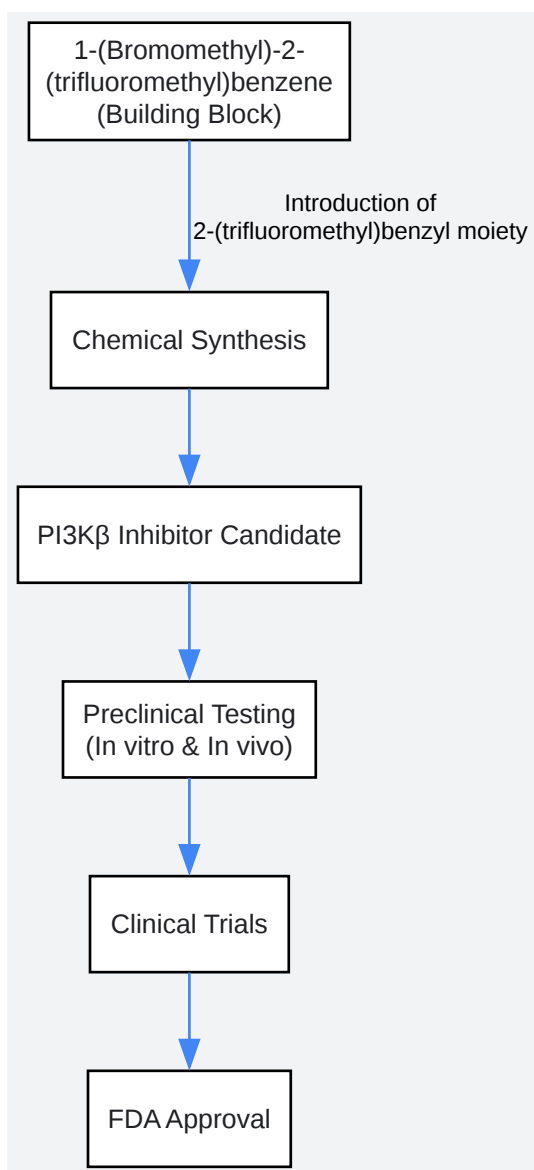 1-(Bromomethyl)-2-
(trifluoromethyl)benzene
(Building Block)
Introduction of
2-(trifluoromethyl)benzyl moiety
Chemical Synthesis
PI3Kβ Inhibitor Candidate
Preclinical Testing
(In vitro & In vivo)
Clinical Trials
FDA Approval